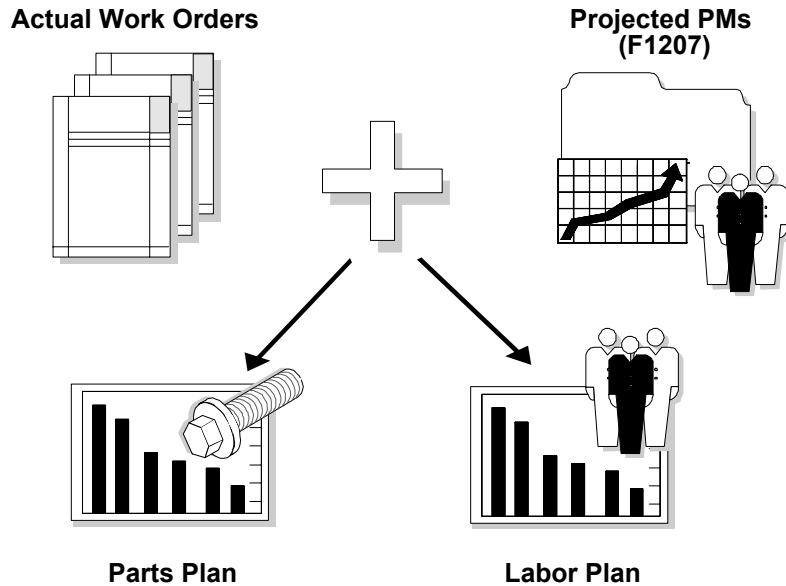 Actual Work Orders
Projected PMs
(F1207)
Parts Plan
Labor Plan